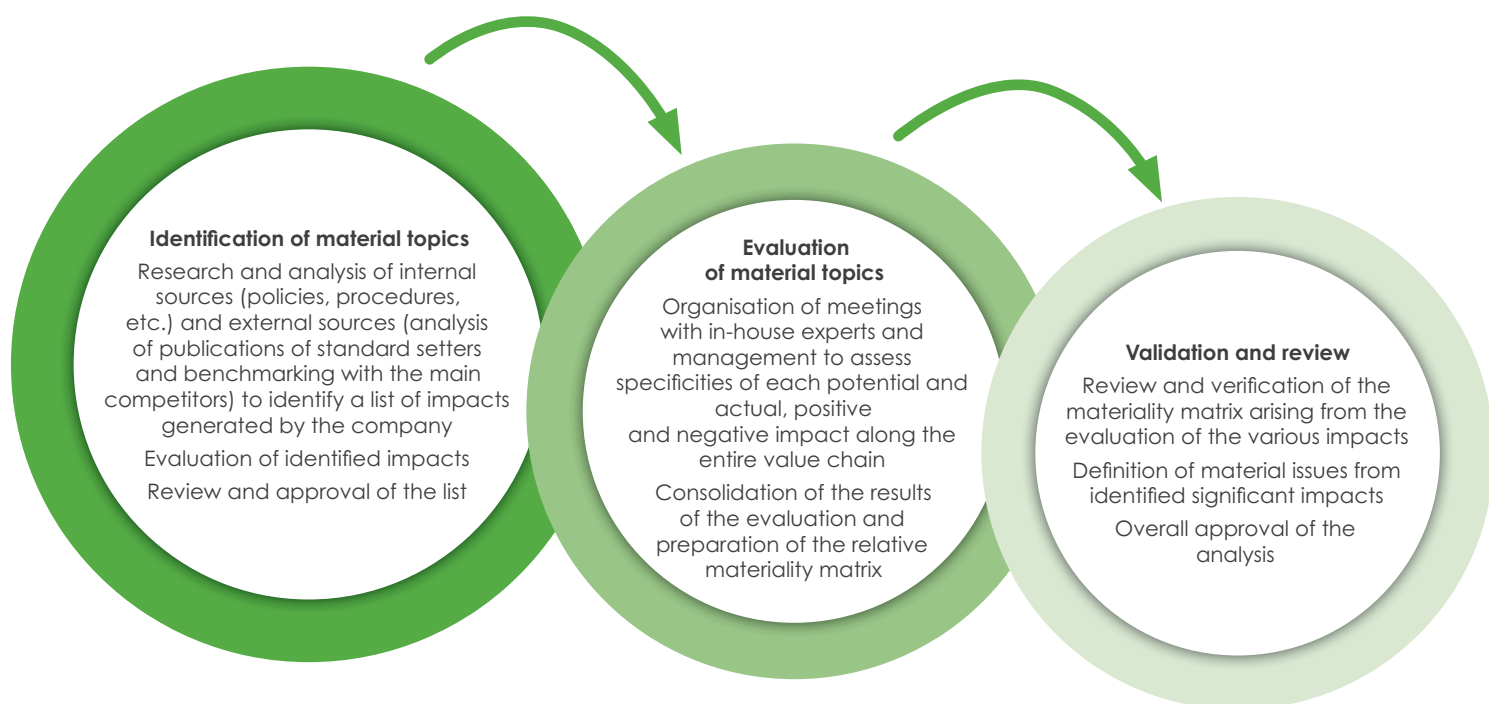 Identification of material topics
Research and analysis of internal
sources (policies, procedures,
etc.) and external sources (analysis
of publications of standard setters
and benchmarking with the main
competitors) to identify a list of impacts
generated by the company
Evaluation of identified impacts
Review and approval of the list
Evaluation
of material topics
Organisation of meetings
with in-house experts and
management to assess
specificities of each potential and
actual, positive
and negative impact along the
entire value chain
Consolidation of the results
of the evaluation and
preparation of the relative
materiality matrix
Validation and review
Review and verification of the
materiality matrix arising from the
evaluation of the various impacts
Definition of material issues from
identified significant impacts
Overall approval of the
analysis